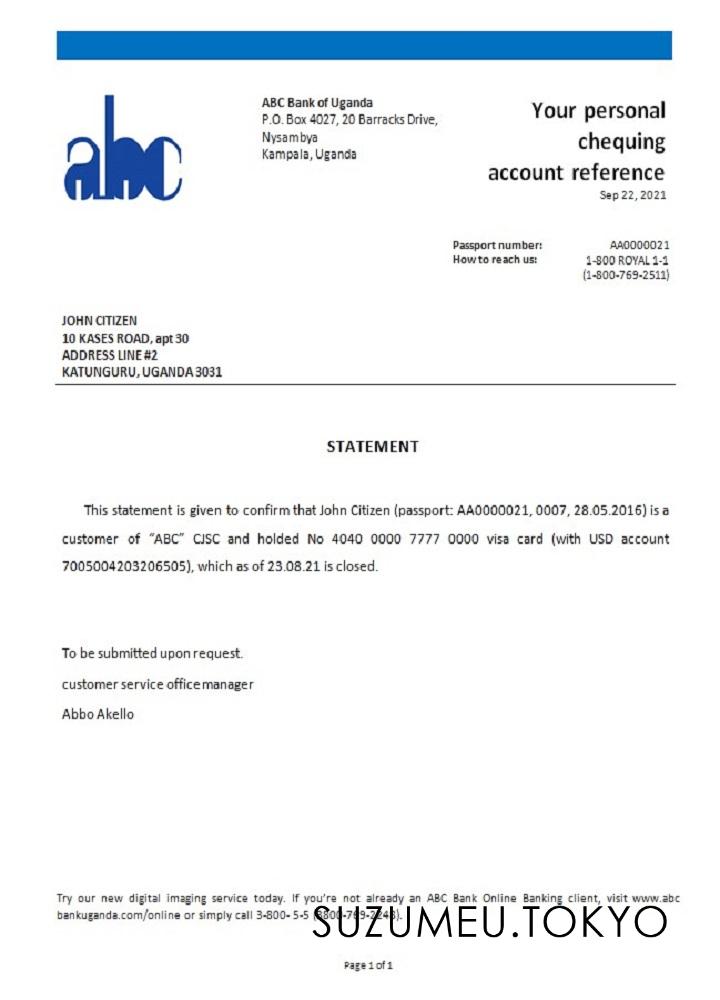 abc
ABC Bank of Uganda
P.O. Box 4027, 20 Barracks Drive,
Nysambya
Kampala, Uganda
Your personal
chequing
account reference
Sep 22, 2021
Passport number: AA0000021
How to reach us: 1-800 ROYAL 1-1
(1-800-769-2511)
JOHN CITIZEN
10 KASES ROAD, apt 30
ADDRESS LINE #2
KATUNGURU, UGANDA 3031
STATEMENT
This statement is given to confirm that John Citizen (passport: AA0000021, 0007, 28.05.2016) is a
customer of “ABC” CJSC and holded No 4040 0000 7777 0000 visa card (with USD account
7005004203206505), which as of 23.08.21 is closed.
To be submitted upon request.
customer service office manager
Abbo Akello
Try our new digital imaging service today. If you're not already an ABC Bank Online Banking client, visit www.abc
bankuganda.com/online or simply call 3-800- 5-5
SUZUMEU.TOKYO
Page 1 of 1